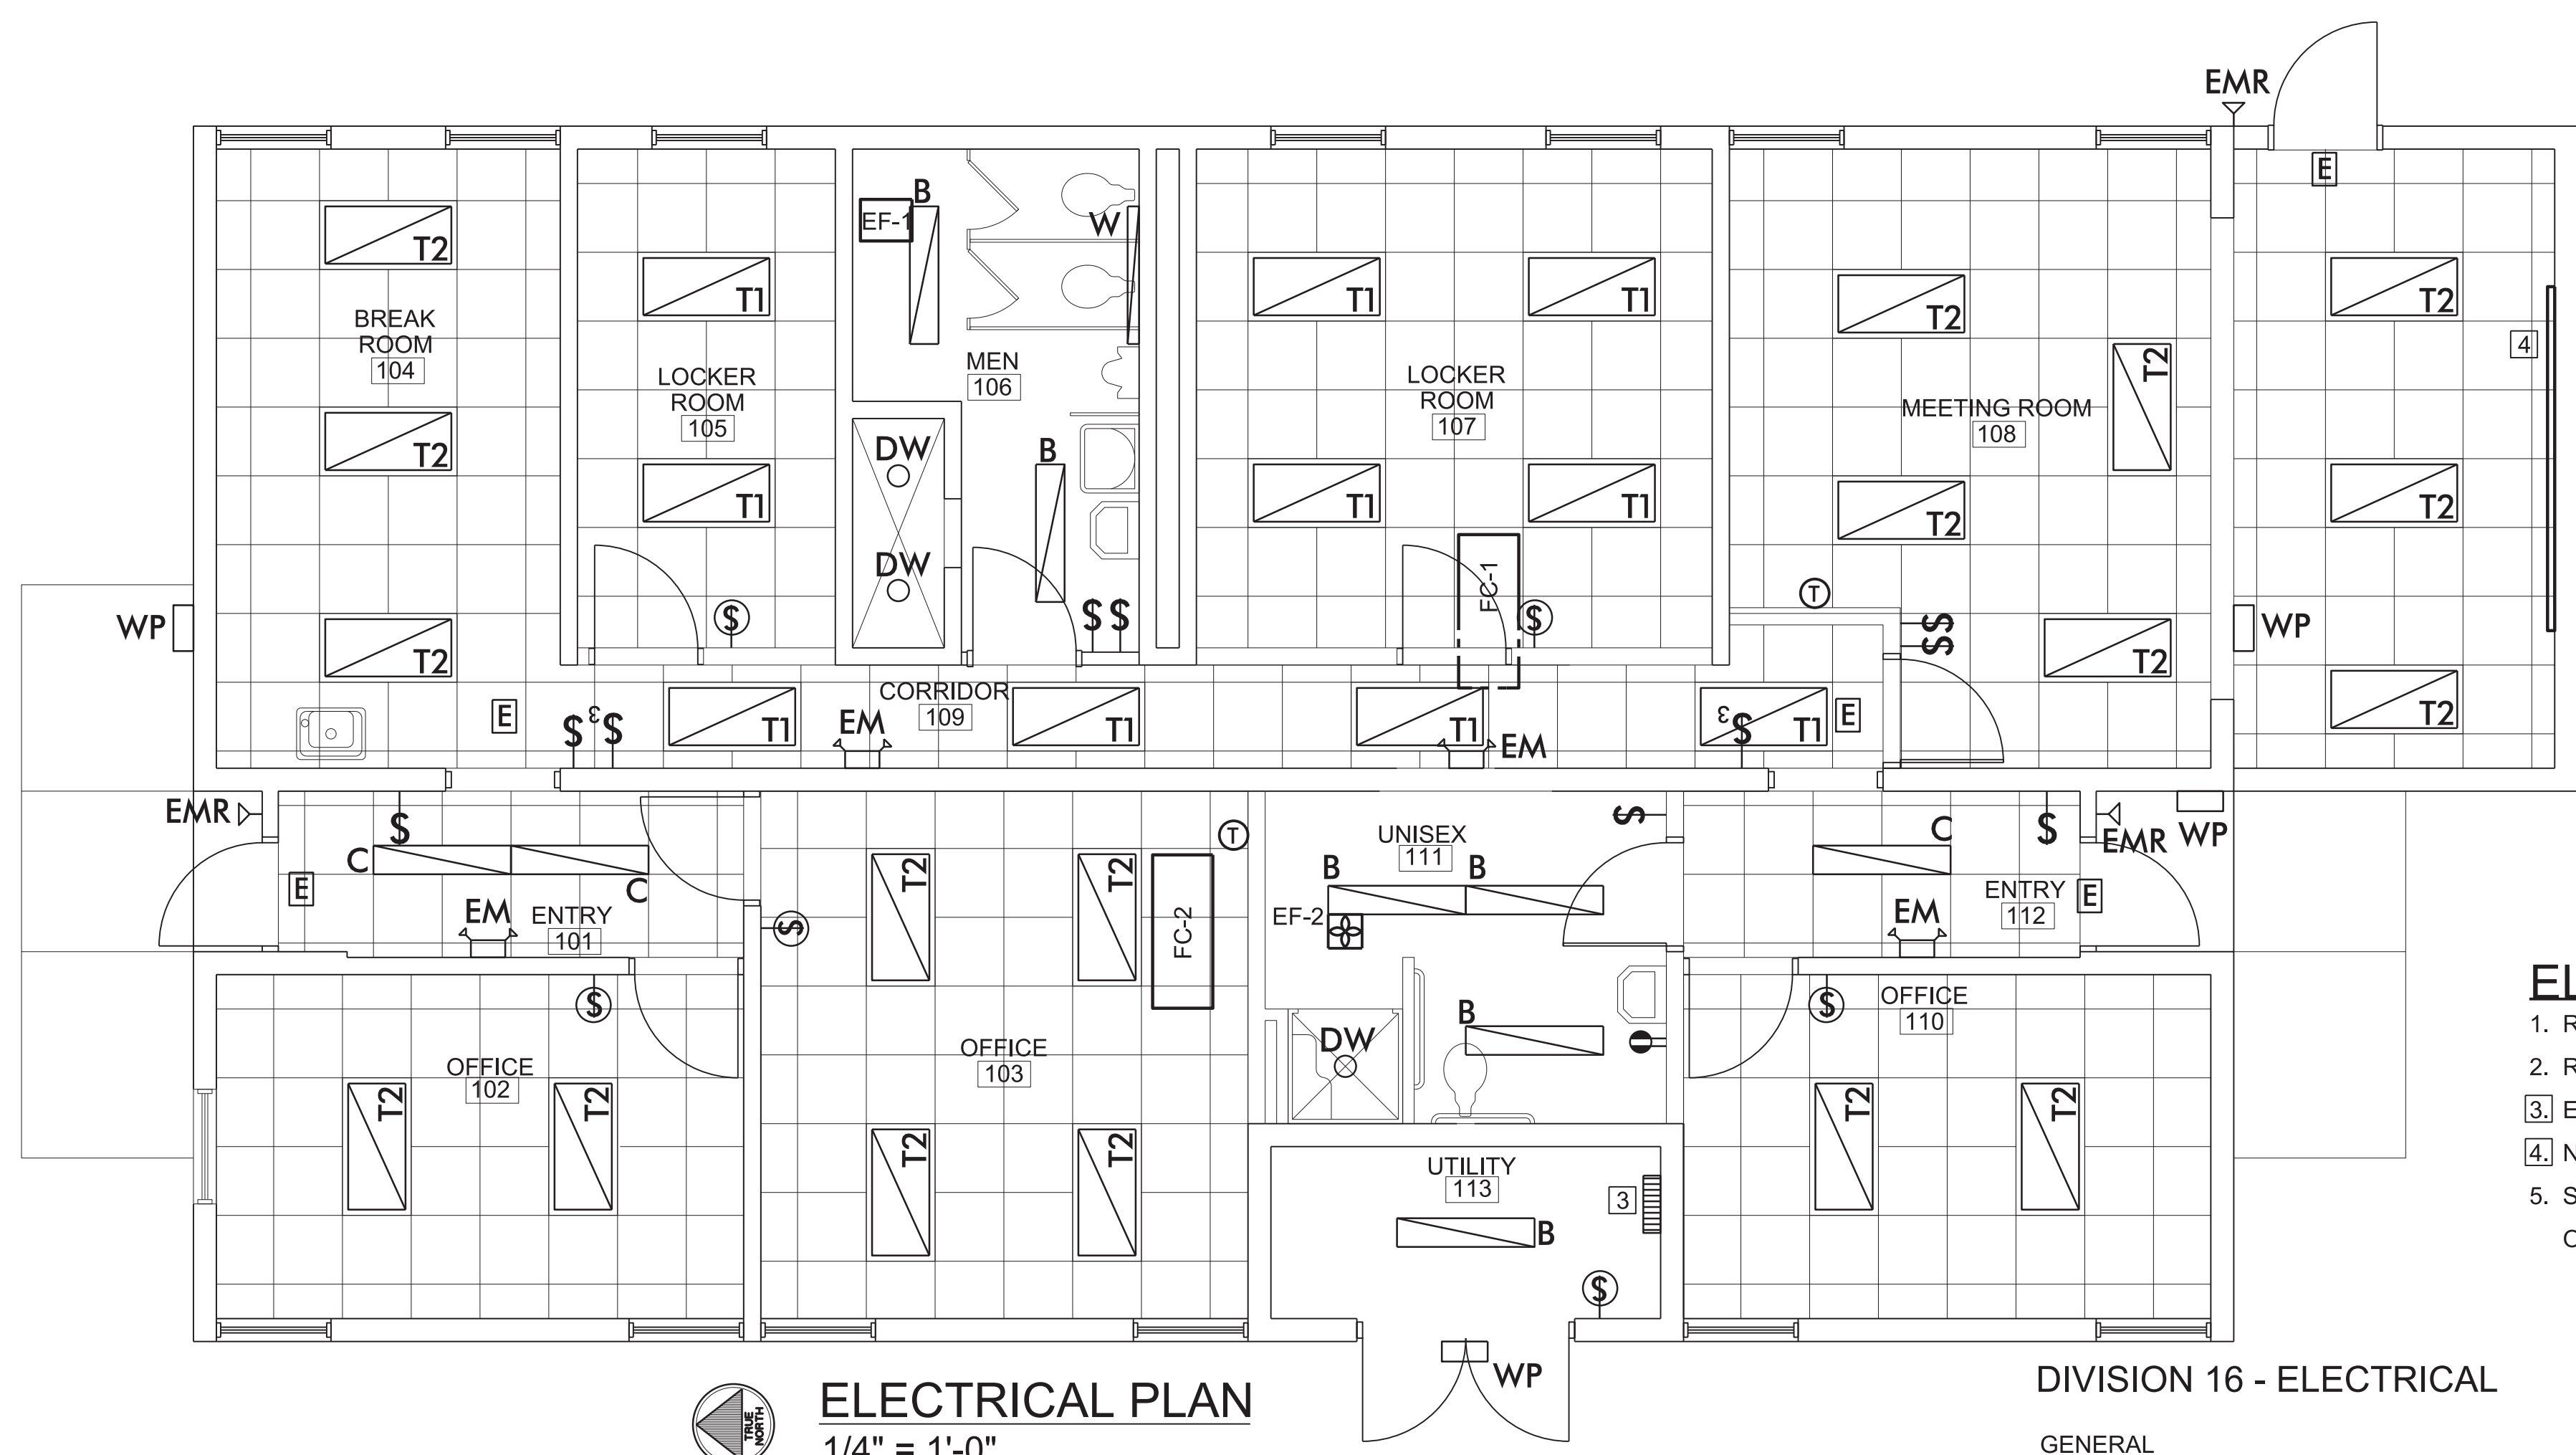 EMR
E
B
EF-1
W
T2
BREAK
ROOM
104
T1
LOCKER
ROOM
105
MEN
106
T1
T1
LOCKER
ROOM
107
T2
T2
MEETING ROOM
108
T2
4
T2
T1
DW
B
T1
T1
T2
T2
DW
FC-1
T
WP
T2
$
$ $
$
$$
T2
WP
T2
E
$ 3$
T1
CORRIDOR
109
EM
T1
T1
EM
3$
T1
E
EMR
$
C
C
E
EM
ENTRY
101
T
T2
T2
FC-2
$
UNISEX
111
B
B
EF-2
$
C
$
EMR
WP
ENTRY
112
E
EM
$
$
OFFICE
110
OFFICE
102
T2
T2
OFFICE
103
T2
T2
DW
B
T2
T2
UTILITY
113
3
B
$
WP
EL
1. R
2. R
3. E
4. N
5. S
C
TRUE
NORTH
ELECTRICAL PLAN
1/4" = 1'-0"
DIVISION 16 - ELECTRICAL
GENERAL